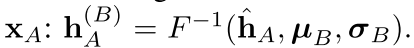 𝐱_A: 𝐡_A^(B) = F^−1(𝐡̂_A, 𝝁_B, 𝝈_B).